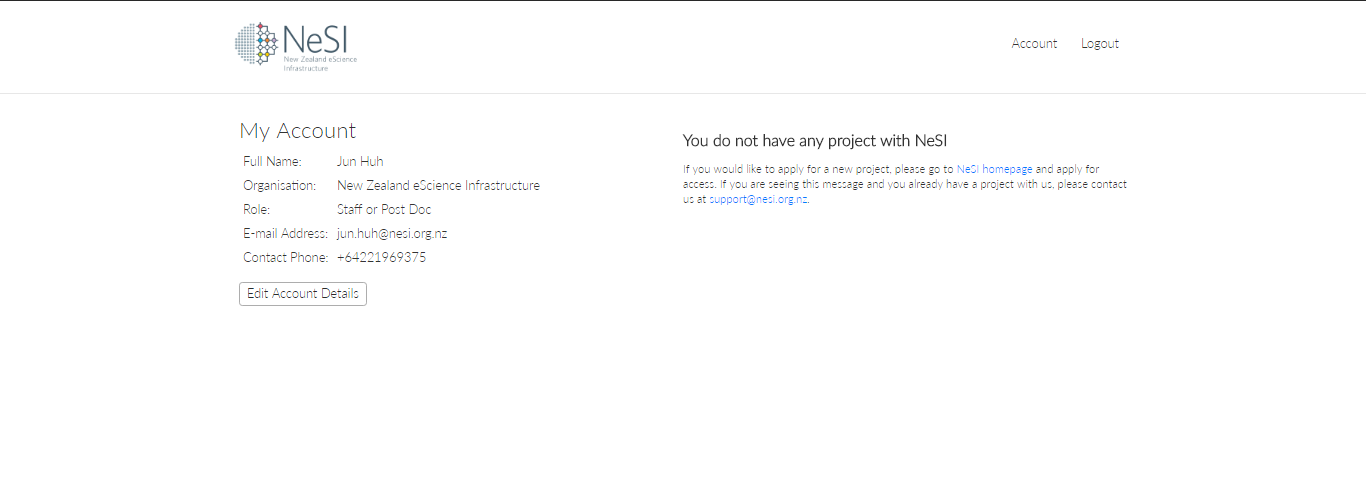 NeSI
New Zealand eScience
Infrastructure
Account
Logout
My Account
Full Name: Jun Huh
Organisation: New Zealand eScience Infrastructure
Role: Staff or Post Doc
E-mail Address: jun.huh@nesi.org.nz
Contact Phone: +64221969375
Edit Account Details
You do not have any project with NeSI
If you would like to apply for a new project, please go to NeSI homepage and apply for
access. If you are seeing this message and you already have a project with us, please contact
us at support@nesi.org.nz.